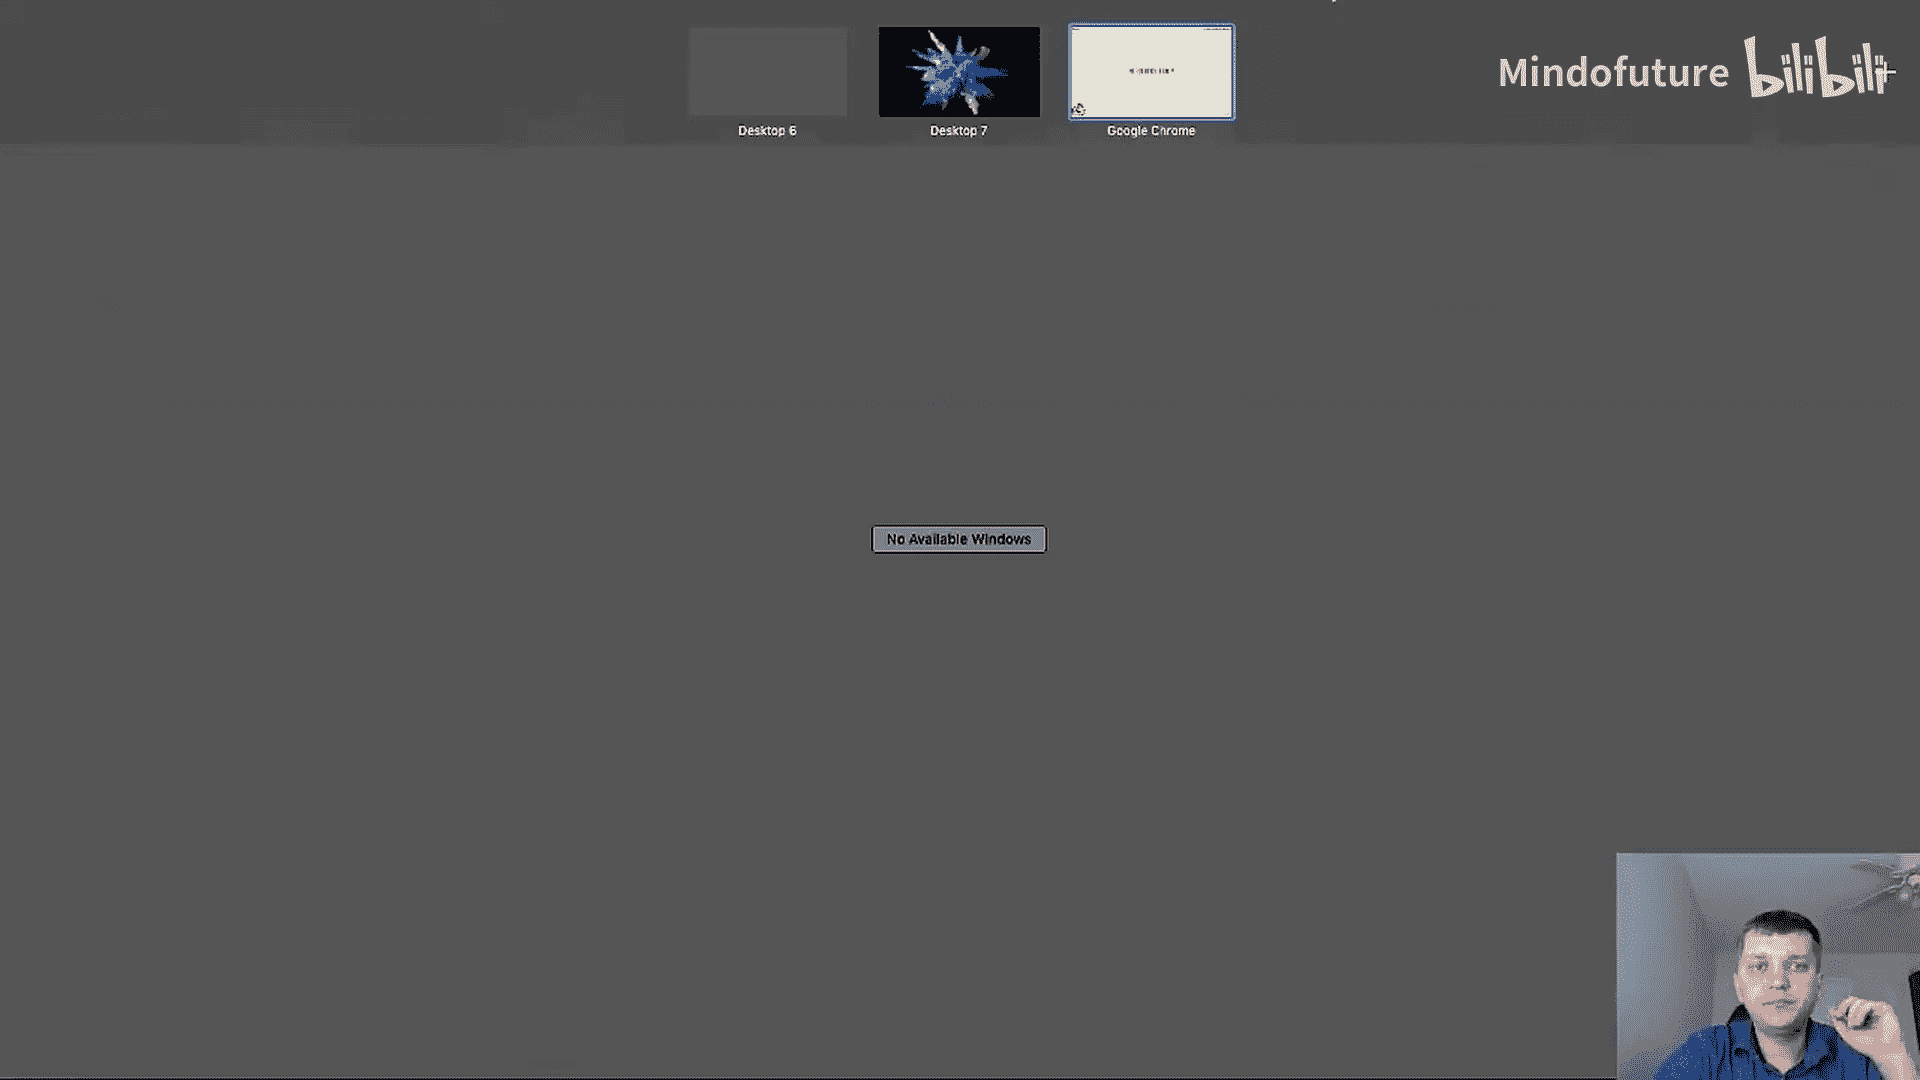 Mindofuture bilibili
Desktop 6
Desktop 7
Google Chrome
No Available Windows